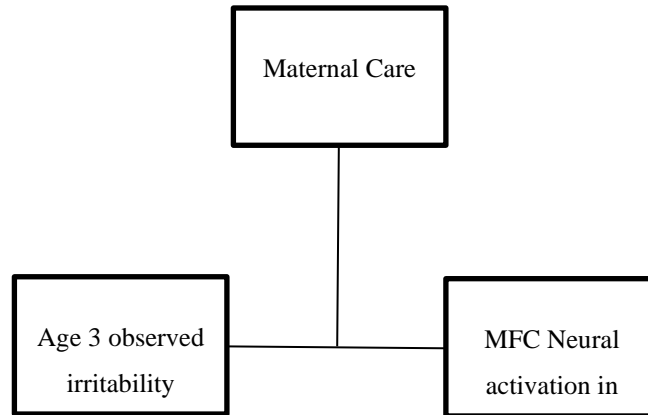 Maternal Care
Age 3 observed
irritability
MFC Neural
activation in